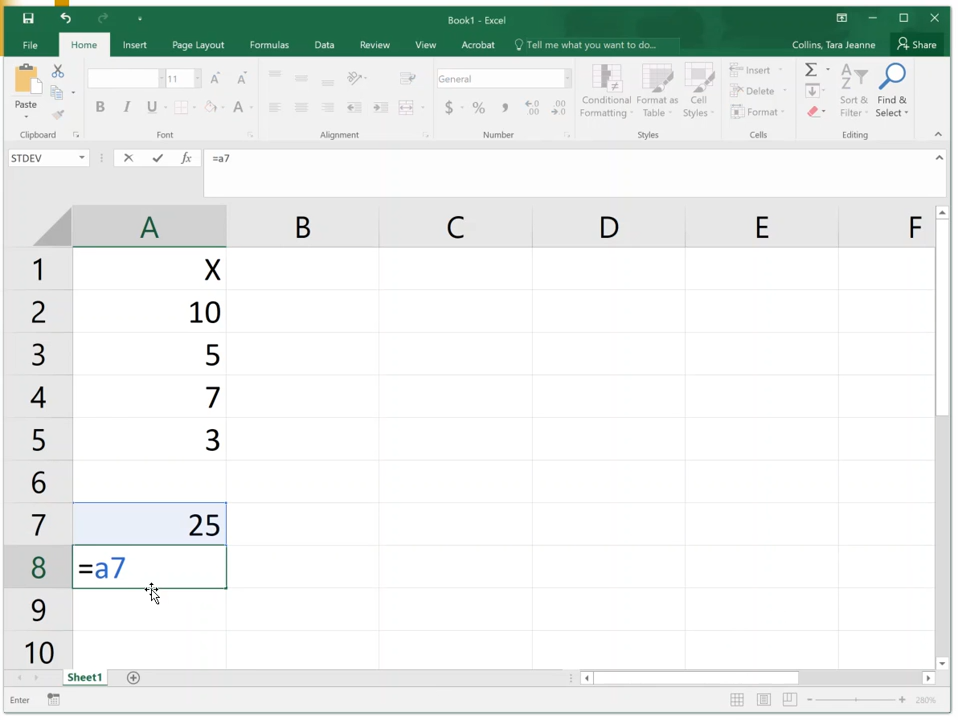 Book1 - Excel
File Home Insert Page Layout Formulas Data Review View Acrobat Tell me what you want to do... Collins, Tara Jeanne Share
Paste
Clipboard
11
B I U A
Font
Alignment
General
$ % ,
Number
Conditional Formatting
Format as Table
Cell Styles
Styles
Insert
Delete
Format
Cells
Sort & Filter
Find & Select
Editing
STDEV fx =a7
A B C D E F
1 X
2 10
3 5
4 7
5 3
6
7 25
8 =a7
9
10
Sheet1
Enter 280%